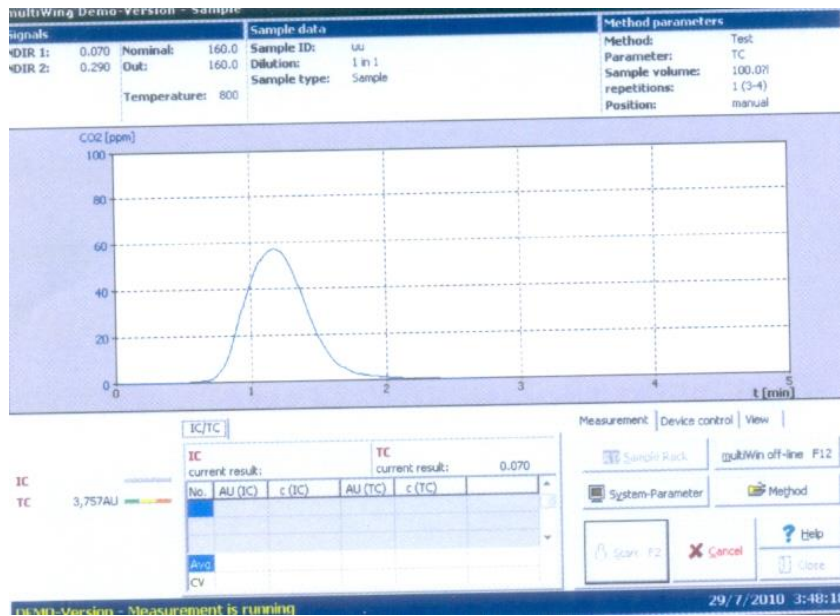 multiWing Demo-Version - Sample
Signals
NDIR 1: 0.070
NDIR 2: 0.290
Nominal: 160.0
Out: 160.0
Temperature: 800
Sample data
Sample ID: uu
Dilution: 1 in 1
Sample type: Sample
Method parameters
Method: Test
Parameter: TC
Sample volume: 100.0?l
repetitions: 1 (3-4)
Position: manual
CO2 [ppm]
100
80
60
40
20
0
0 1 2 3 4 5
t [min]
IC
TC 3,757AU
IC/TC
IC TC
current result: current result: 0.070
No. AU (IC) c (IC) AU (TC) c (TC)
Avg
CV
Measurement Device control View
Sample Rack multiWin off-line F12
System-Parameter Method
Start F2 Cancel Help
Close
DEMO-Version - Measurement is running
29/7/2010 3:48:18